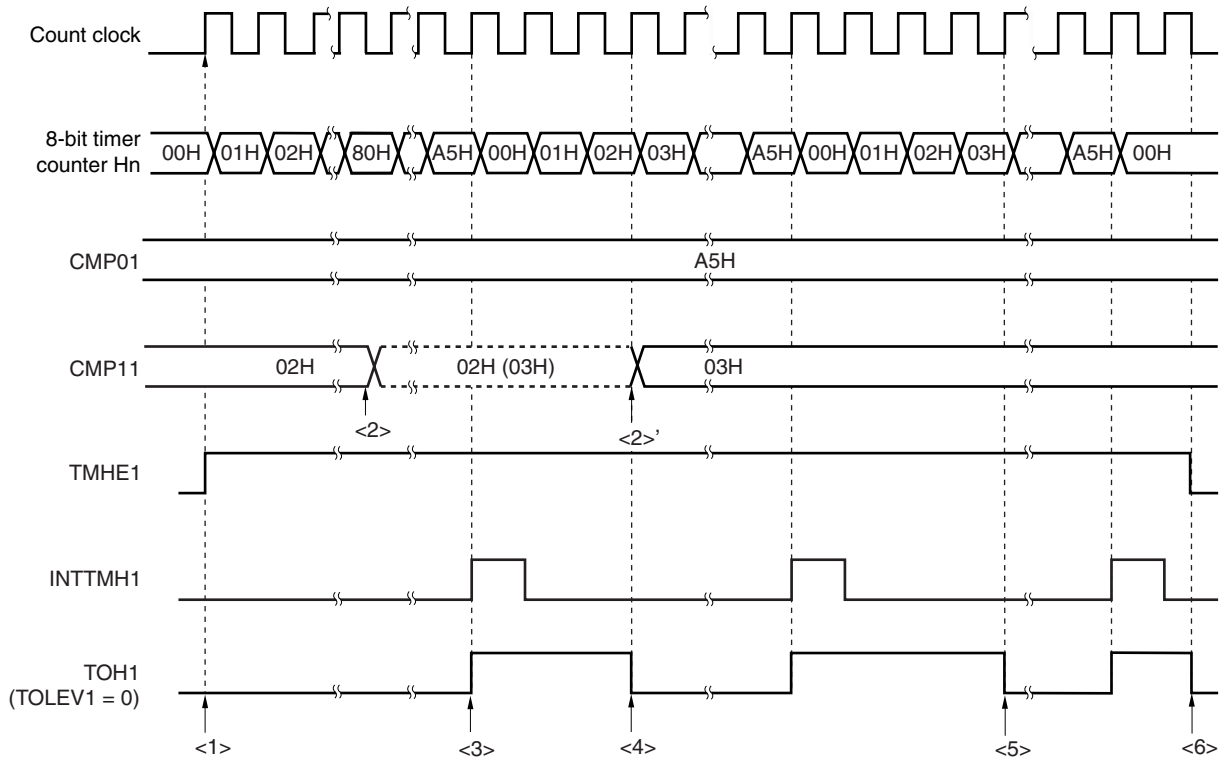 Count clock
8-bit timer
counter Hn
00H 01H 02H 80H A5H 00H 01H 02H 03H A5H 00H 01H 02H 03H A5H 00H
CMP01
A5H
CMP11
02H 02H (03H) 03H
<2> <2>’
TMHE1
INTTMH1
TOH1
(TOLEV1 = 0)
<1> <3> <4> <5> <6>